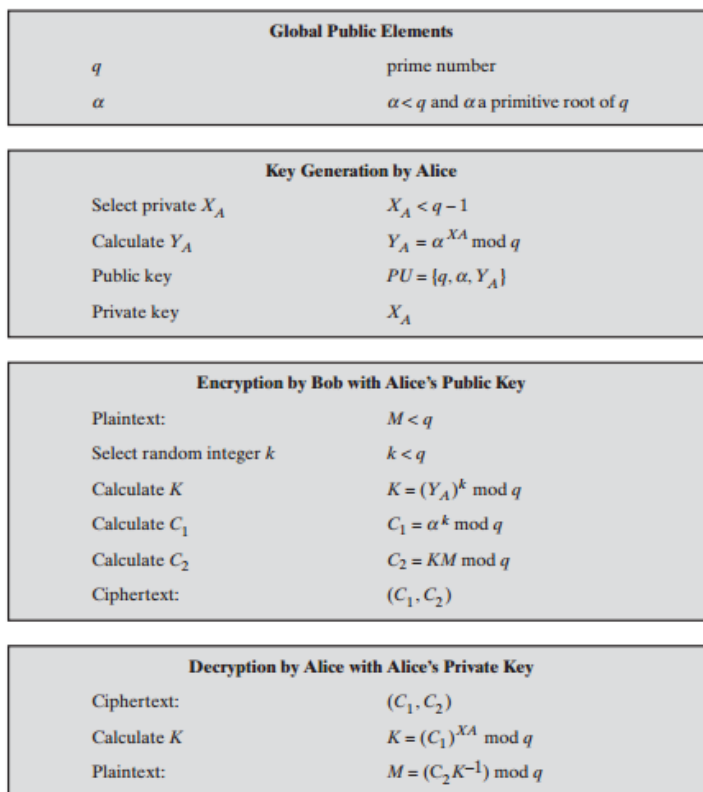 Global Public Elements
q prime number
α α < q and α a primitive root of q
Key Generation by Alice
Select private X_A X_A < q – 1
Calculate Y_A Y_A = α^XA mod q
Public key PU = {q, α, Y_A}
Private key X_A
Encryption by Bob with Alice's Public Key
Plaintext: M < q
Select random integer k k < q
Calculate K K = (Y_A)^k mod q
Calculate C_1 C_1 = α^k mod q
Calculate C_2 C_2 = KM mod q
Ciphertext: (C_1, C_2)
Decryption by Alice with Alice's Private Key
Ciphertext: (C_1, C_2)
Calculate K K = (C_1)^XA mod q
Plaintext: M = (C_2K^–1) mod q